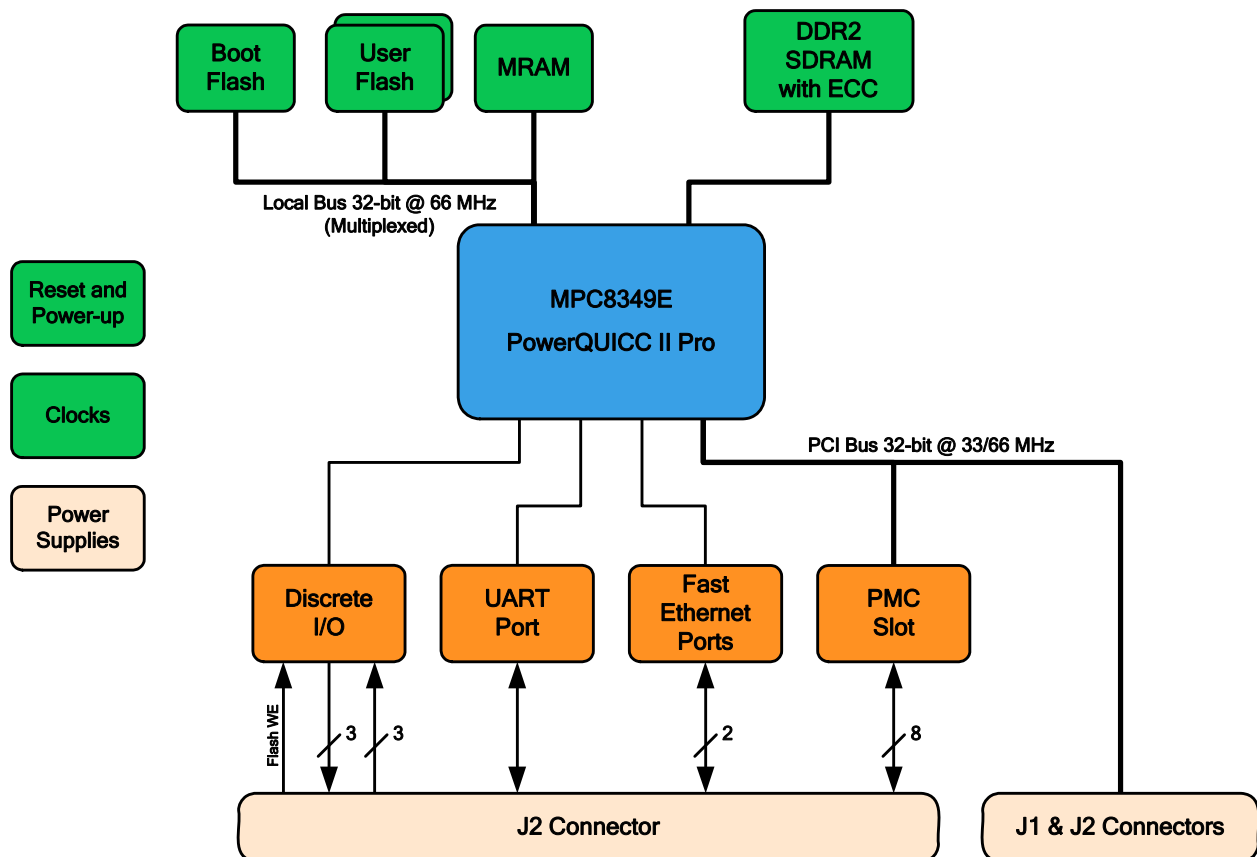 Boot
Flash
User
Flash
MRAM
DDR2
SDRAM
with ECC
Local Bus 32-bit @ 66 MHz
(Multiplexed)
MPC8349E
PowerQUICC II Pro
Reset and
Power-up
Clocks
Power
Supplies
PCI Bus 32-bit @ 33/66 MHz
Discrete
I/O
UART
Port
Fast
Ethernet
Ports
PMC
Slot
Flash WE
3
3
2
8
J2 Connector
J1 & J2 Connectors